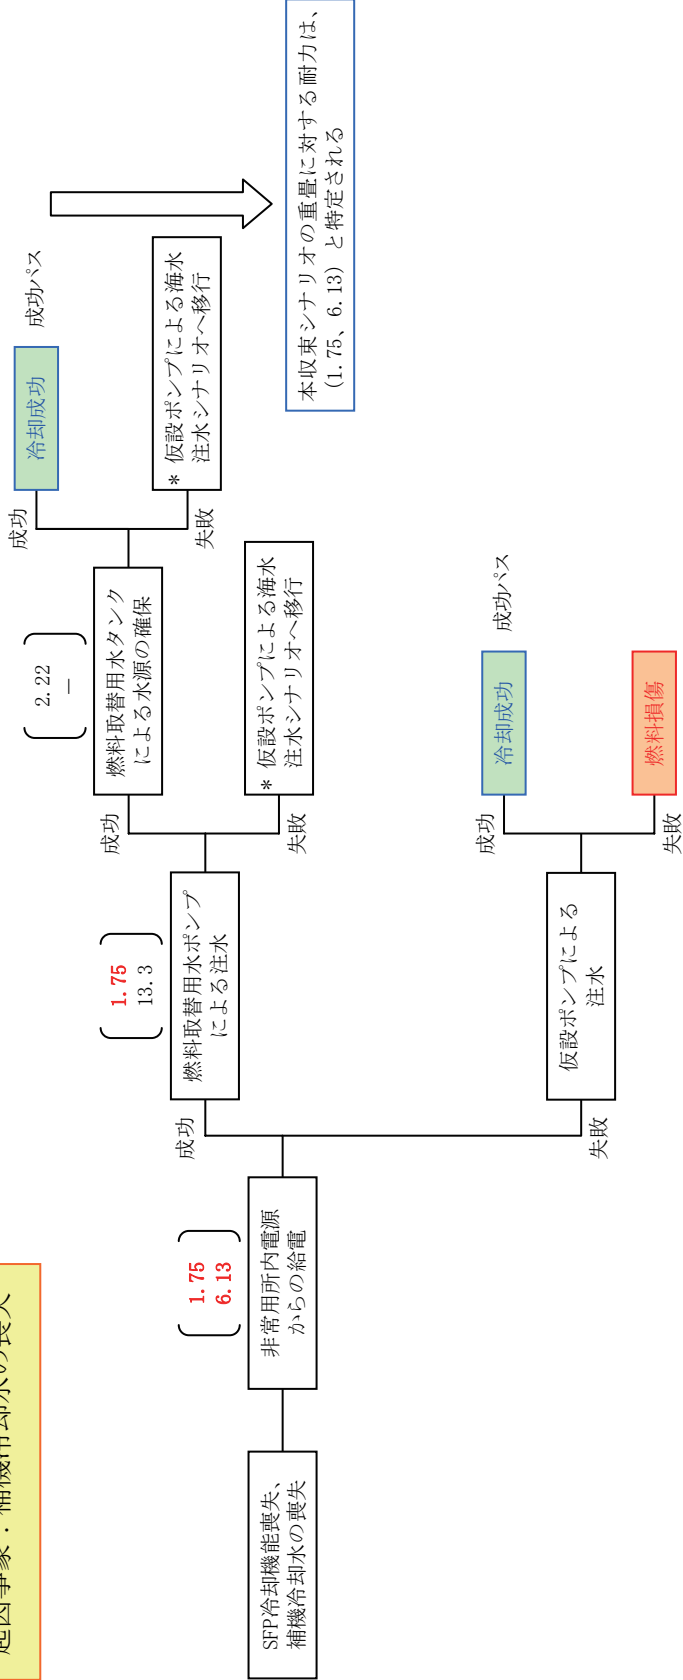 起因事象：補機冷却水の喪失
SFP冷却機能喪失、
補機冷却水の喪失
1.75
6.13
非常用所内電源
からの給電
成功
失敗
1.75
13.3
燃料取替用水ポンプ
による注水
成功
失敗
2.22
－
燃料取替用水タンク
による水源の確保
成功
失敗
冷却成功
成功パス
＊ 仮設ポンプによる海水
注水シナリオへ移行
＊ 仮設ポンプによる海水
注水シナリオへ移行
仮設ポンプによる
注水
成功
失敗
冷却成功
成功パス
燃料損傷
本収束シナリオの重畳に対する耐力は、
(1.75、6.13) と特定される